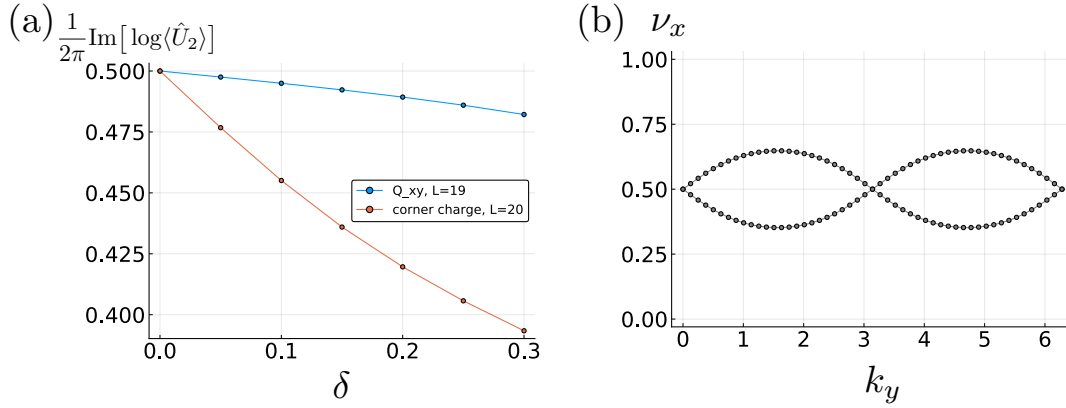 (a)
1/2π Im[log⟨Û₂⟩]
0.500
0.475
0.450
0.425
0.400
Q_xy, L=19
corner charge, L=20
0.0 0.1 0.2 0.3
δ
(b) νₓ
1.00
0.75
0.50
0.25
0.00
0 1 2 3 4 5 6
k_y